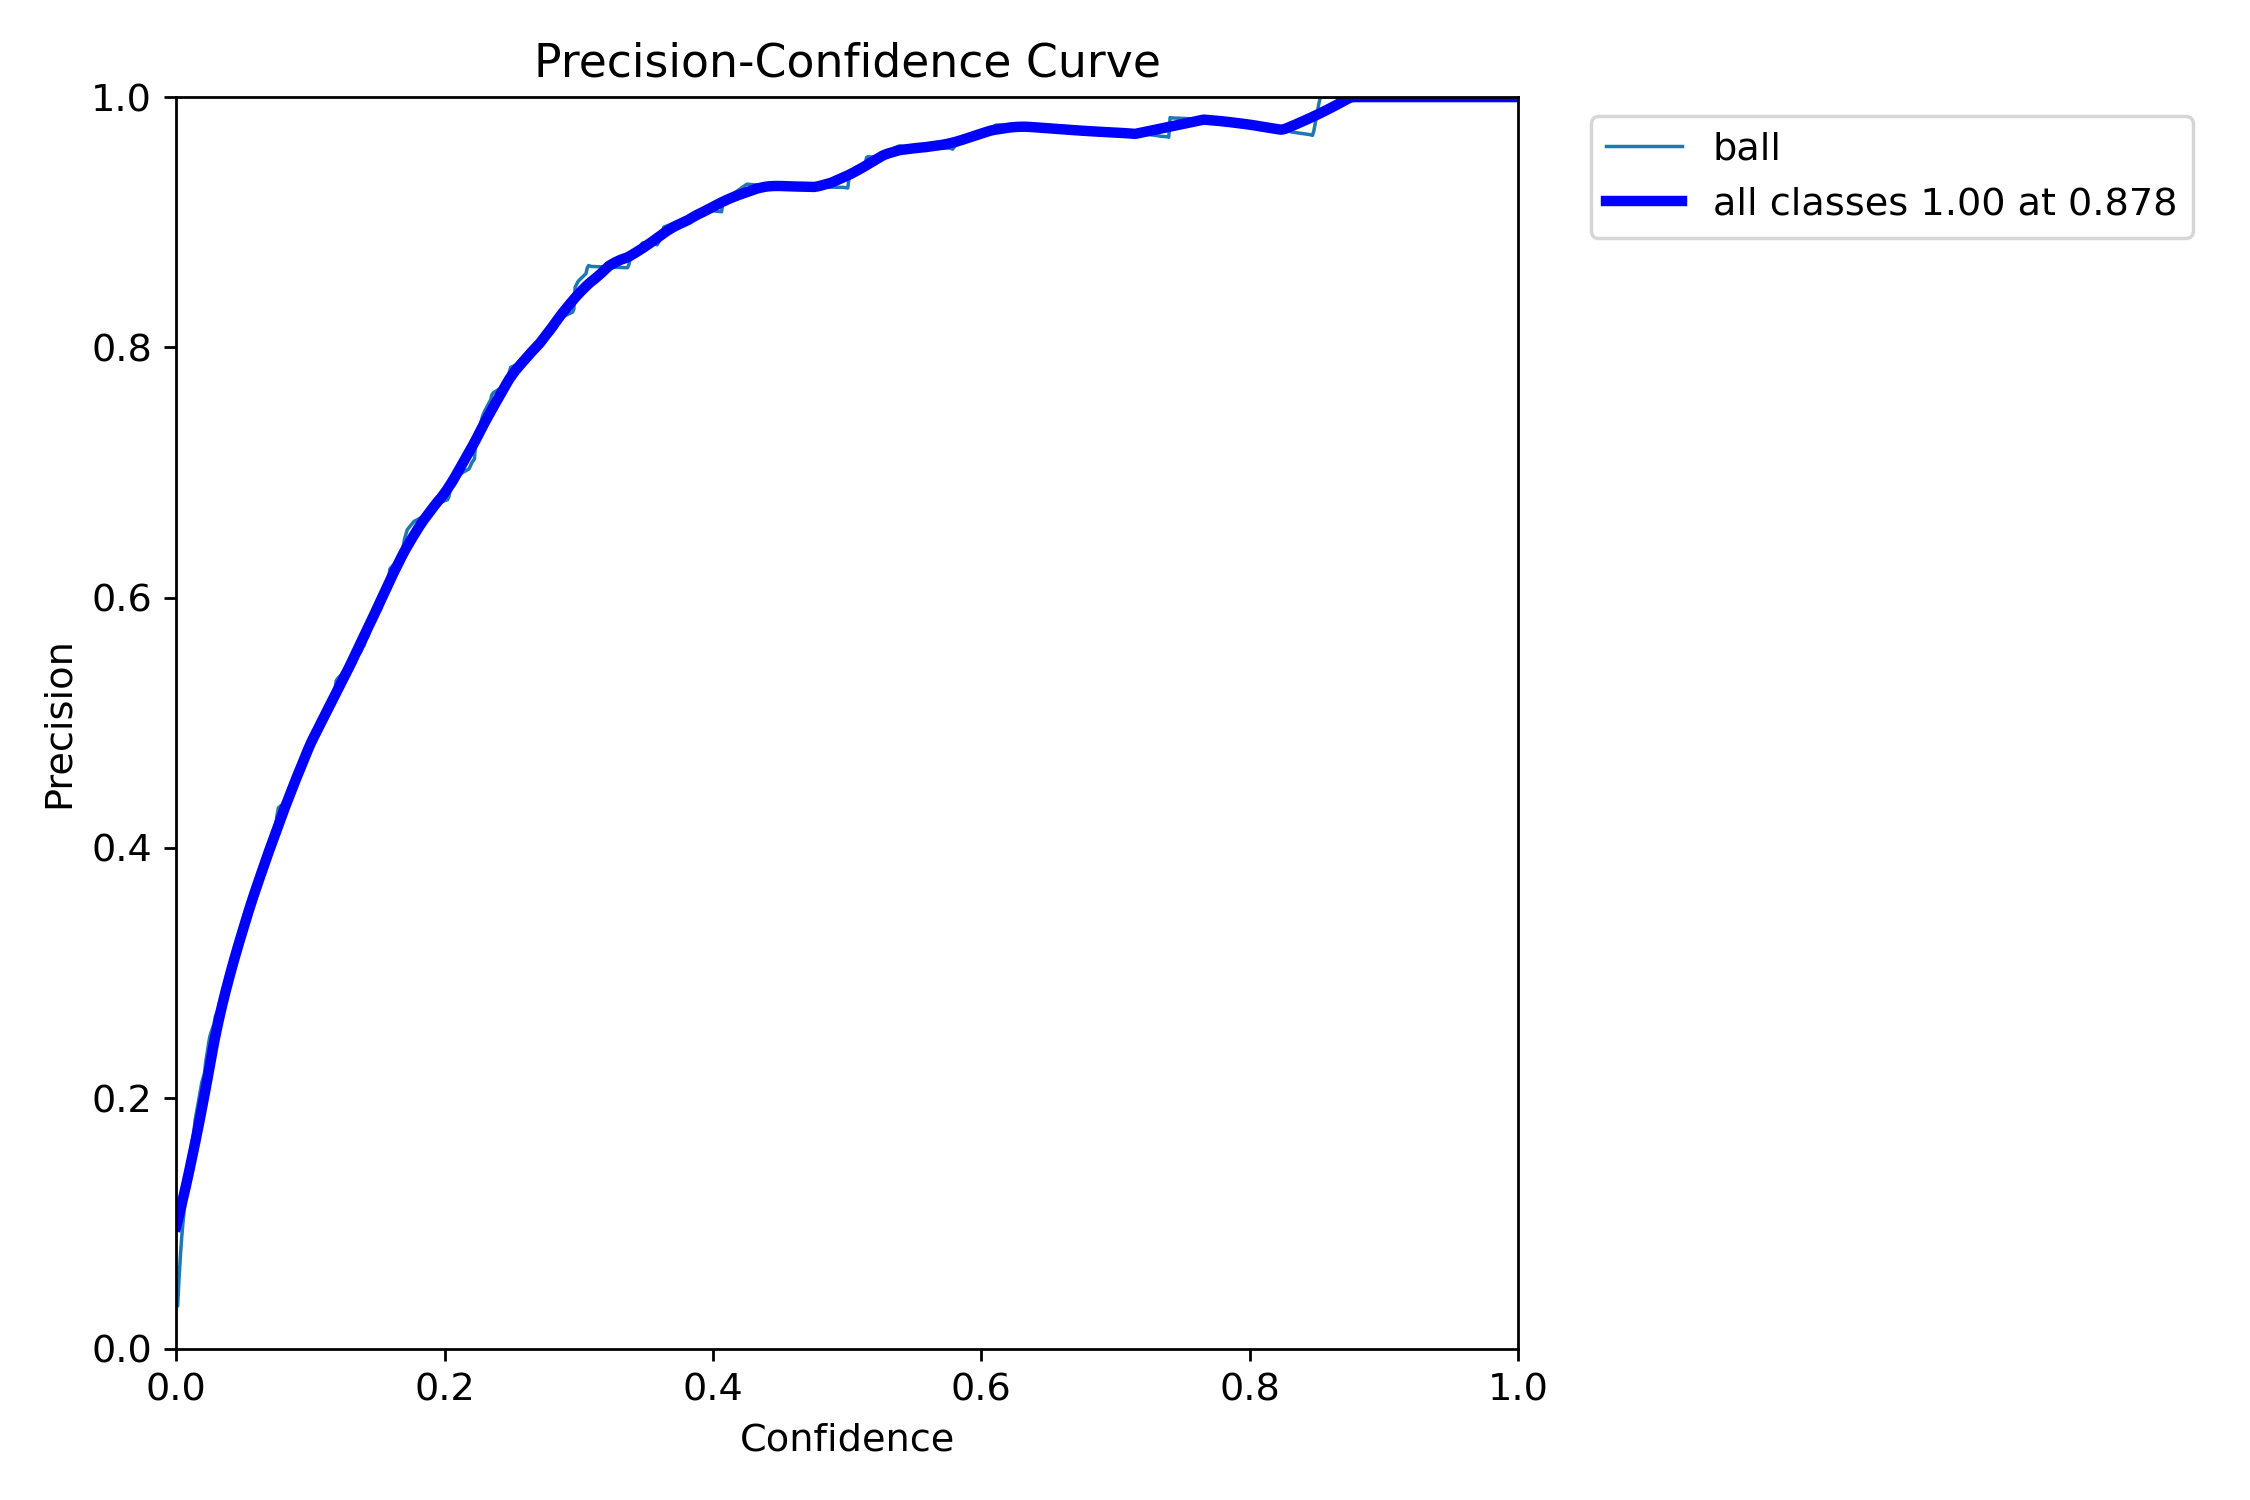 Precision-Confidence Curve
1.0
0.8
0.6
0.4
0.2
0.0
Precision
0.0 0.2 0.4 0.6 0.8 1.0
Confidence
ball
all classes 1.00 at 0.878